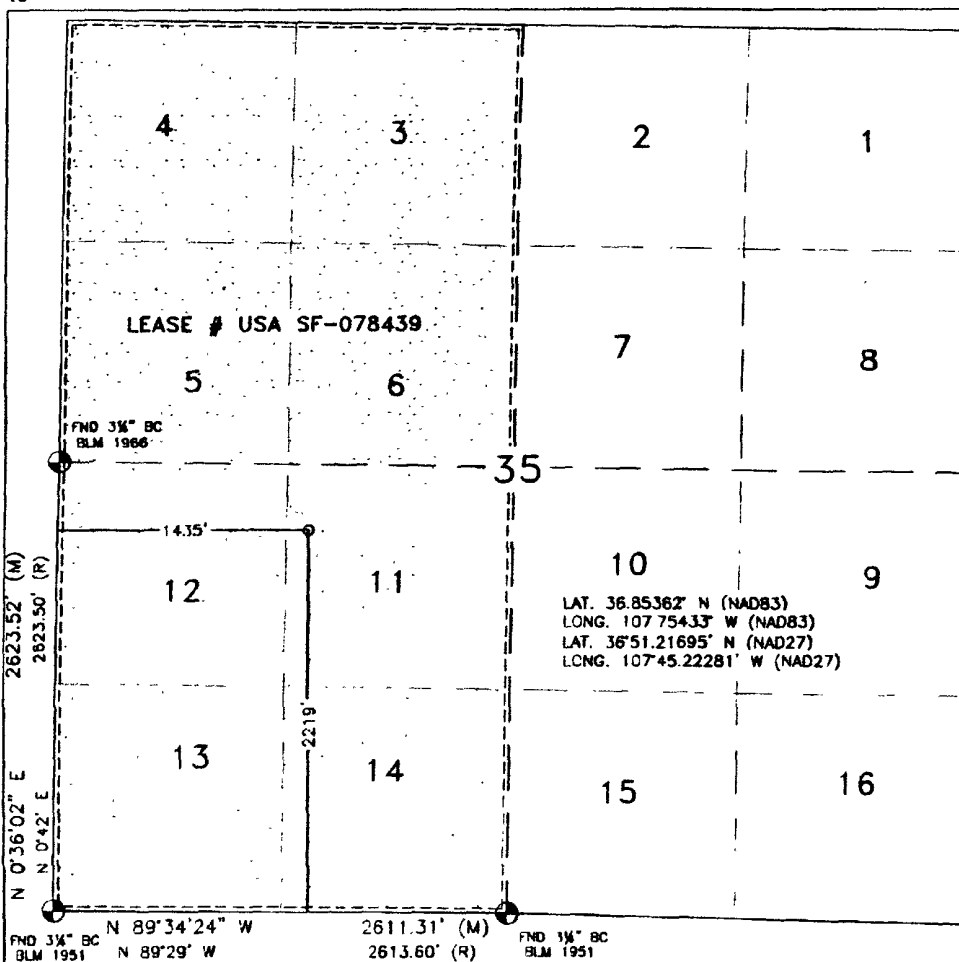 4
3
2
1
LEASE # USA SF-078439
5
6
7
8
FND 3¼" BC
BLM 1966
35
1435'
12
11
10
9
LAT. 36.85362° N (NAD83)
LONG. 107.75433° W (NAD83)
LAT. 36°51.21695' N (NAD27)
LONG. 107°45.22281' W (NAD27)
2623.52' (M)
2623.50' (R)
2219'
13
14
15
16
N 0°36'02" E
N 0°42' E
N 89°34'24" W
2611.31' (M)
FND 3¼" BC
BLM 1951
N 89°29' W
2613.60' (R)
FND 3¼" BC
BLM 1951